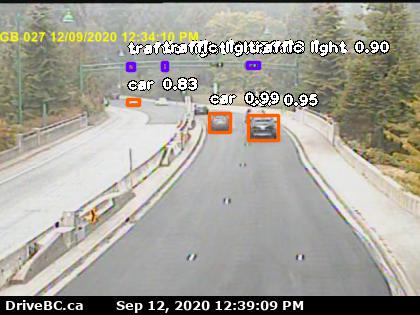 GB 027 12/09/2020 12:34:10 PM
traffic light 0.90
car 0.83
car 0.99 0.95
DriveBC.ca Sep 12, 2020 12:39:09 PM